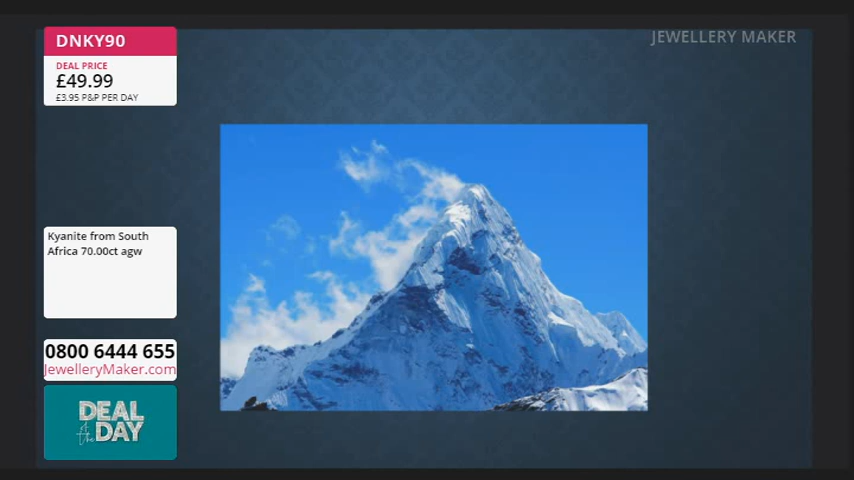 DNKY90
DEAL PRICE
£49.99
£3.95 P&P PER DAY
JEWELLERY MAKER
Kyanite from South
Africa 70.00ct agw
0800 6444 655
JewelleryMaker.com
DEAL
of the
DAY